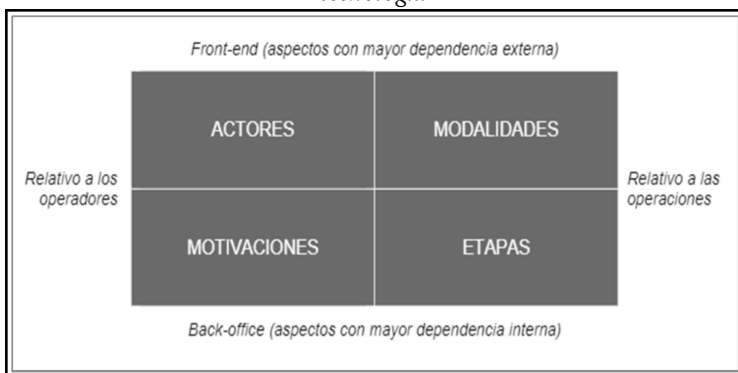 Front-end (aspectos con mayor dependencia externa)
ACTORES
MODALIDADES
Relativo a los
operadores
Relativo a las
operaciones
MOTIVACIONES
ETAPAS
Back-office (aspectos con mayor dependencia interna)